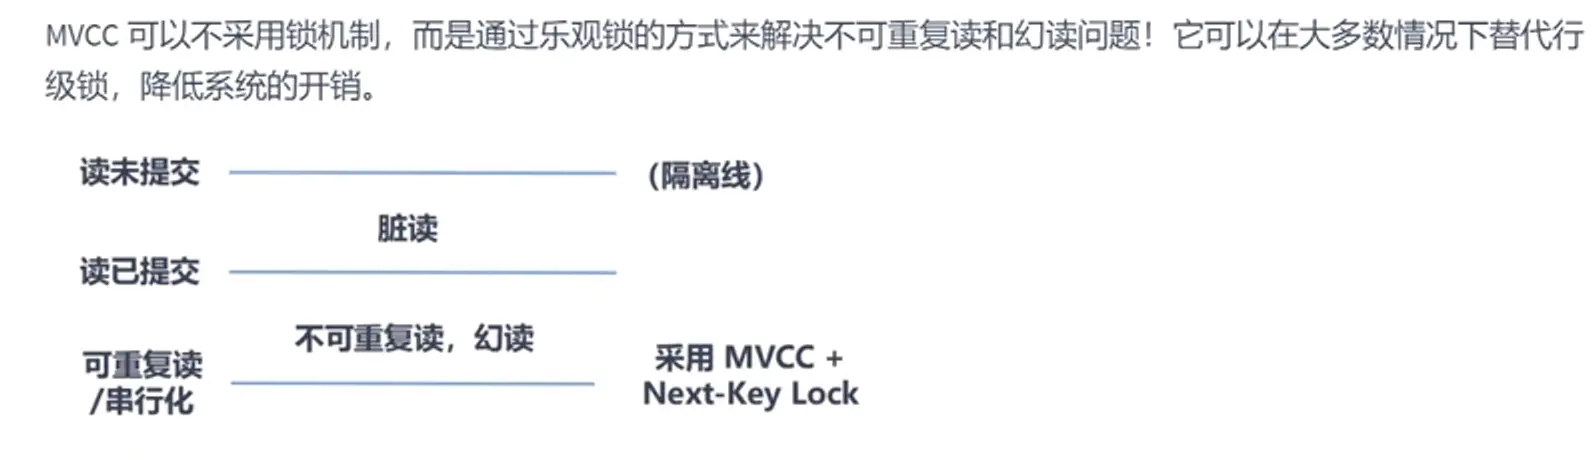 MVCC 可以不采用锁机制，而是通过乐观锁的方式来解决不可重复读和幻读问题！它可以在大多数情况下替代行
级锁，降低系统的开销。
读未提交 （隔离线）
脏读
读已提交
不可重复读，幻读
可重复读 采用 MVCC +
/串行化 Next-Key Lock